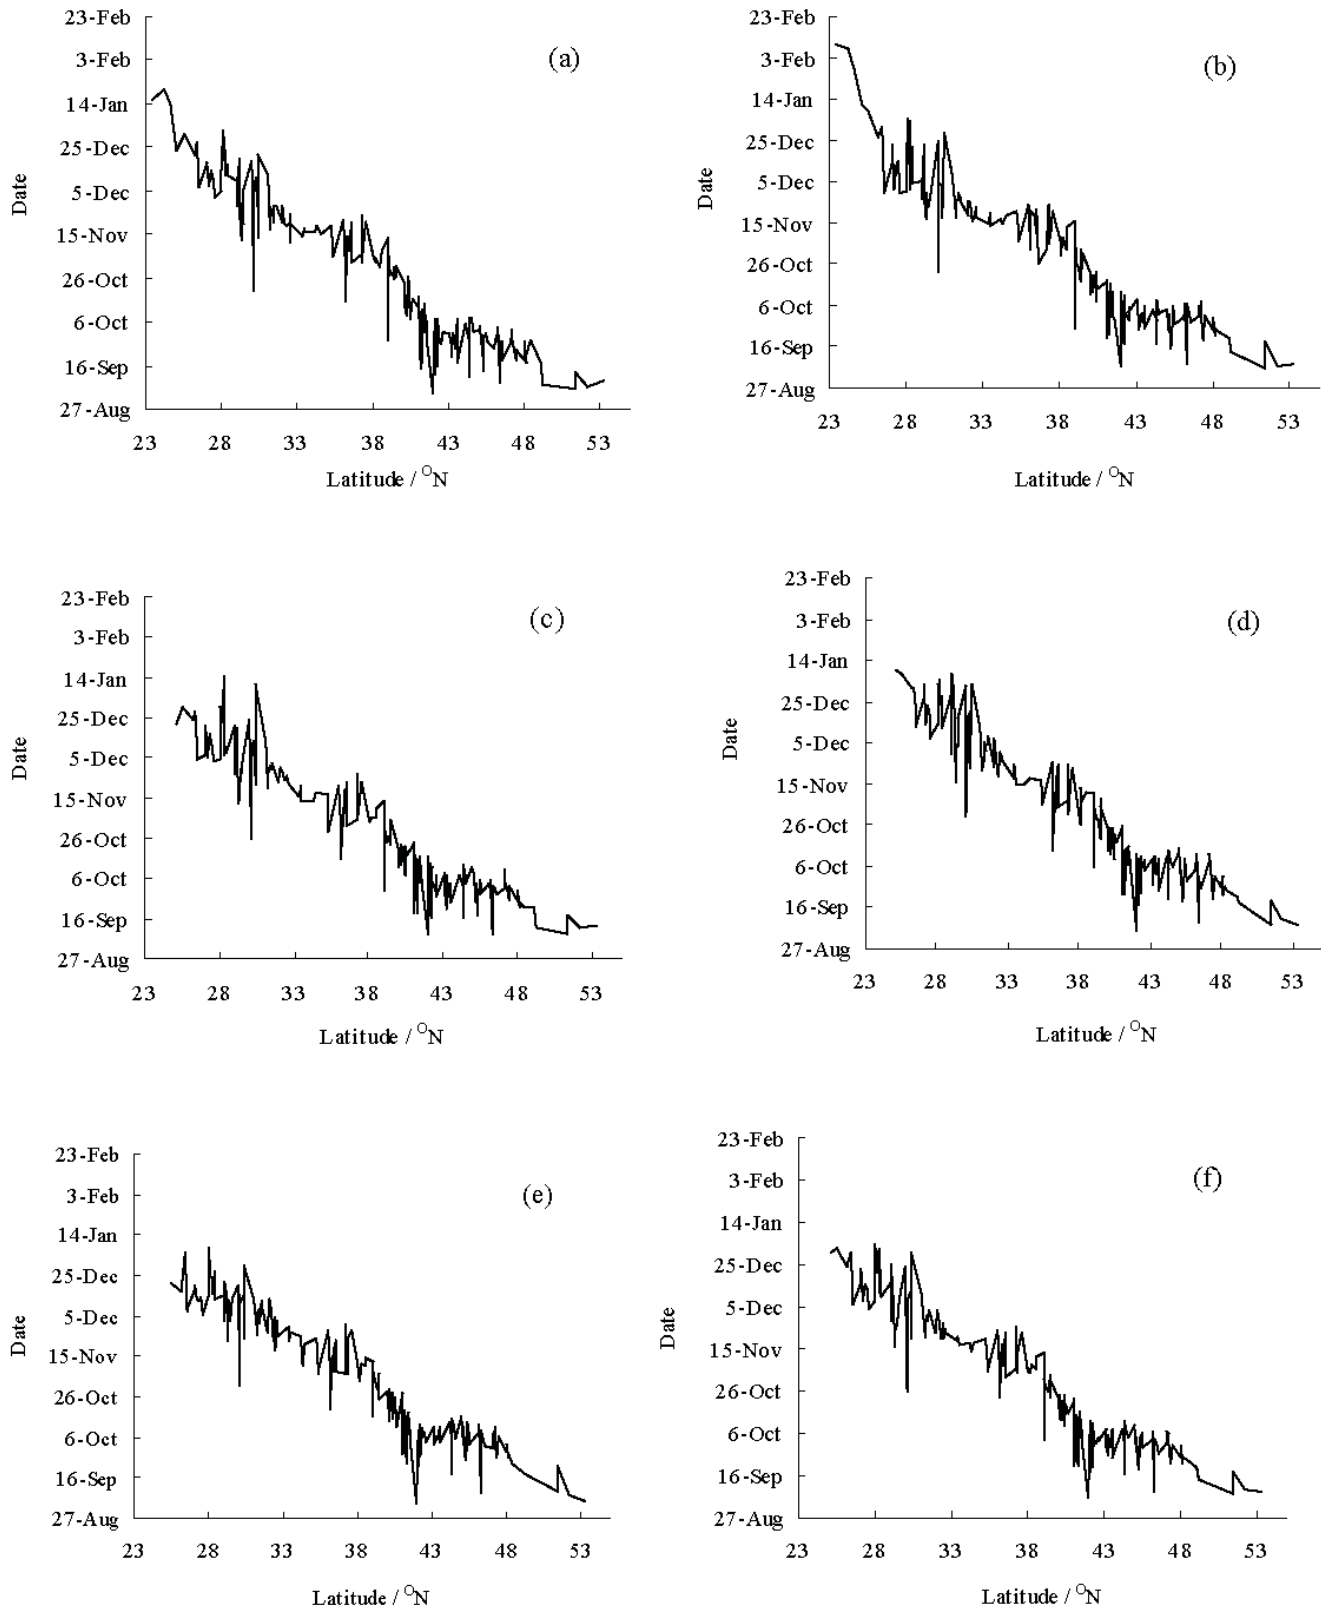 (a)
23-Feb
3-Feb
14-Jan
25-Dec
5-Dec
15-Nov
26-Oct
6-Oct
16-Sep
27-Aug
Date
23 28 33 38 43 48 53
Latitude / ᴼN
(b)
23-Feb
3-Feb
14-Jan
25-Dec
5-Dec
15-Nov
26-Oct
6-Oct
16-Sep
27-Aug
Date
23 28 33 38 43 48 53
Latitude / ᴼN
(c)
23-Feb
3-Feb
14-Jan
25-Dec
5-Dec
15-Nov
26-Oct
6-Oct
16-Sep
27-Aug
Date
23 28 33 38 43 48 53
Latitude / ᴼN
(d)
23-Feb
3-Feb
14-Jan
25-Dec
5-Dec
15-Nov
26-Oct
6-Oct
16-Sep
27-Aug
Date
23 28 33 38 43 48 53
Latitude / ᴼN
(e)
23-Feb
3-Feb
14-Jan
25-Dec
5-Dec
15-Nov
26-Oct
6-Oct
16-Sep
27-Aug
Date
23 28 33 38 43 48 53
Latitude / ᴼN
(f)
23-Feb
3-Feb
14-Jan
25-Dec
5-Dec
15-Nov
26-Oct
6-Oct
16-Sep
27-Aug
Date
23 28 33 38 43 48 53
Latitude / ᴼN